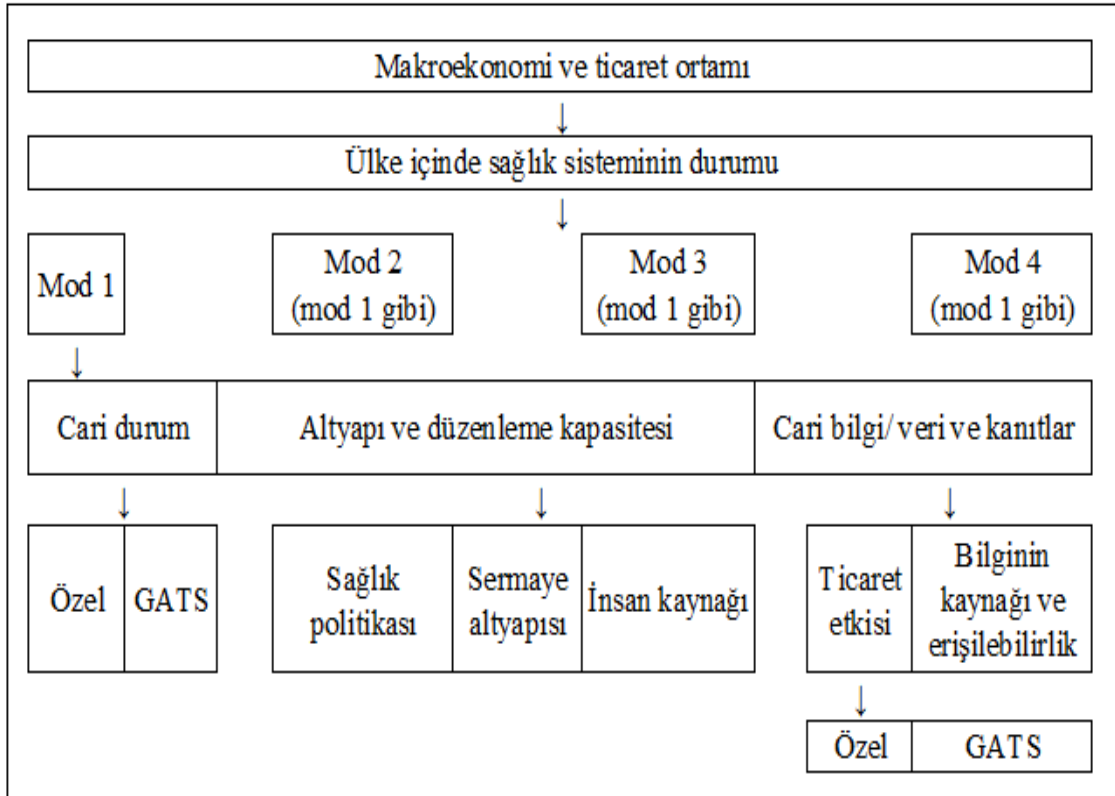 Makroekonomi ve ticaret ortamı
↓
Ülke içinde sağlık sisteminin durumu
↓
Mod 1
Mod 2
(mod 1 gibi)
Mod 3
(mod 1 gibi)
Mod 4
(mod 1 gibi)
↓
Cari durum
Altyapı ve düzenleme kapasitesi
Cari bilgi/ veri ve kanıtlar
↓
↓
↓
Özel
GATS
Sağlık
politikası
Sermaye
altyapısı
İnsan kaynağı
Ticaret
etkisi
Bilginin
kaynağı ve
erişilebilirlik
↓
Özel
GATS